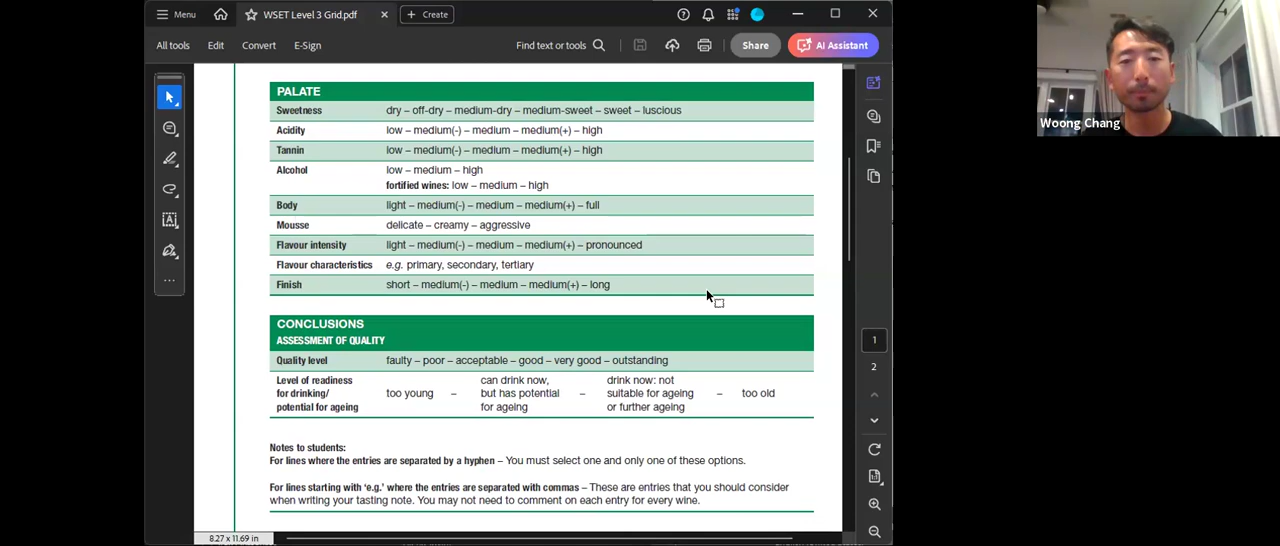 Menu
WSET Level 3 Grid.pdf
Create
All tools Edit Convert E-Sign Find text or tools Share AI Assistant
PALATE
Sweetness dry – off-dry – medium-dry – medium-sweet – sweet – luscious
Acidity low – medium(-) – medium – medium(+) – high
Tannin low – medium(-) – medium – medium(+) – high
Alcohol low – medium – high
fortified wines: low – medium – high
Body light – medium(-) – medium – medium(+) – full
Mousse delicate – creamy – aggressive
Flavour intensity light – medium(-) – medium – medium(+) – pronounced
Flavour characteristics e.g. primary, secondary, tertiary
Finish short – medium(-) – medium – medium(+) – long
CONCLUSIONS
ASSESSMENT OF QUALITY
Quality level faulty – poor – acceptable – good – very good – outstanding
Level of readiness can drink now, drink now: not
for drinking/ too young – but has potential – suitable for ageing – too old
potential for ageing for ageing or further ageing
Notes to students:
For lines where the entries are separated by a hyphen – You must select one and only one of these options.
For lines starting with ‘e.g.’ where the entries are separated with commas – These are entries that you should consider
when writing your tasting note. You may not need to comment on each entry for every wine.
8.27 x 11.69 in
1
2
Woong Chang